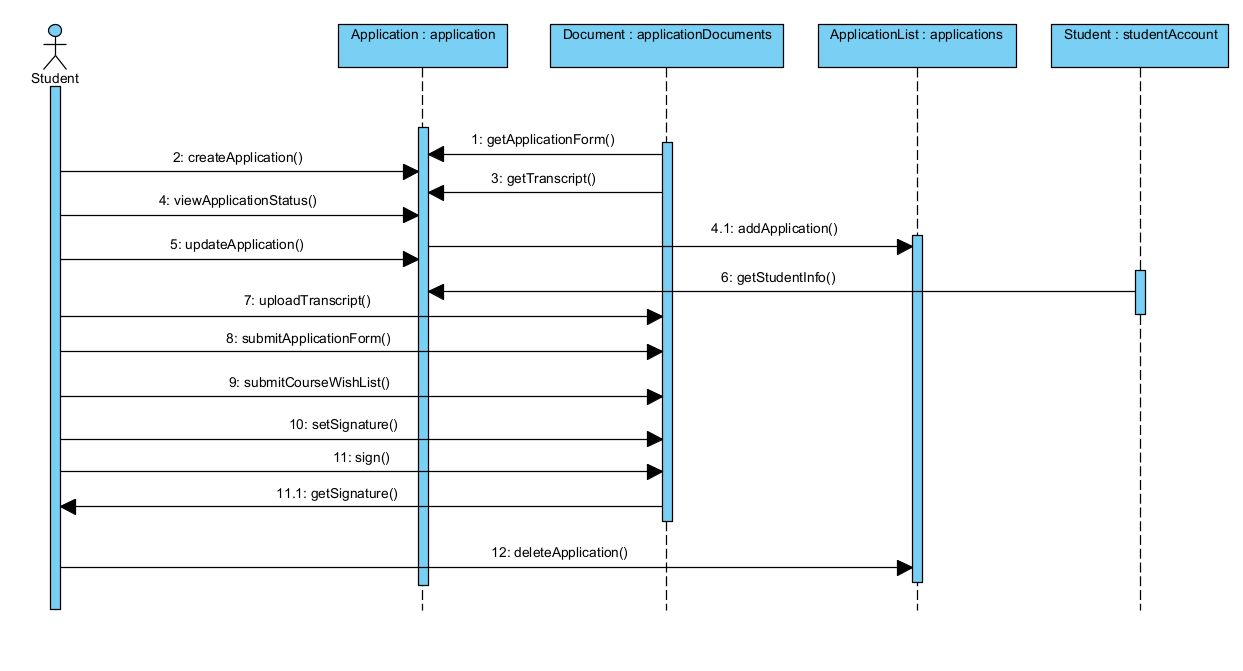 Student
Application : application
Document : applicationDocuments
ApplicationList : applications
Student : studentAccount
1: getApplicationForm()
2: createApplication()
3: getTranscript()
4: viewApplicationStatus()
4.1: addApplication()
5: updateApplication()
6: getStudentInfo()
7: uploadTranscript()
8: submitApplicationForm()
9: submitCourseWishList()
10: setSignature()
11: sign()
11.1: getSignature()
12: deleteApplication()